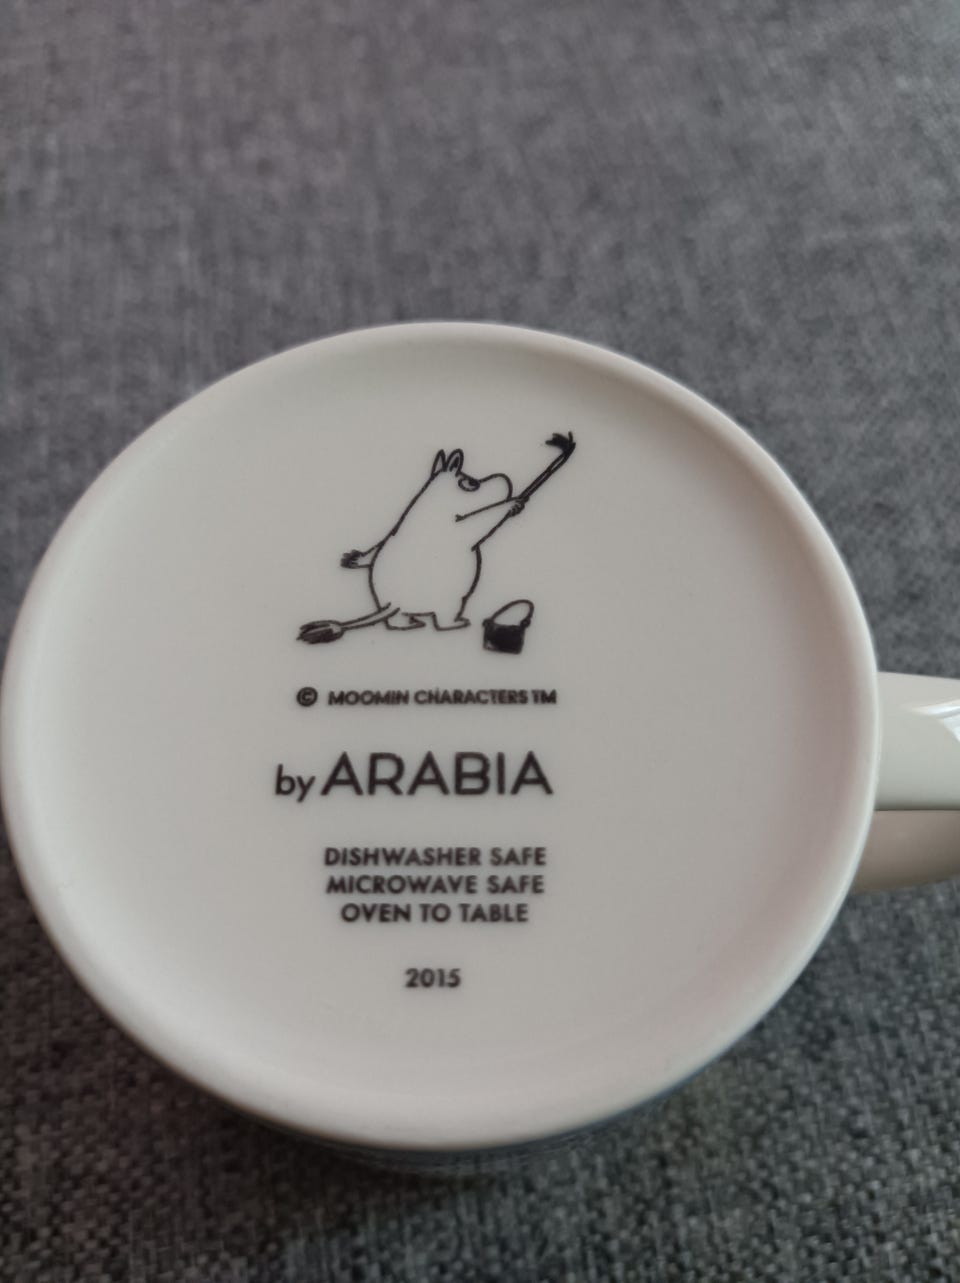 © MOOMIN CHARACTERS TM
by ARABIA
DISHWASHER SAFE
MICROWAVE SAFE
OVEN TO TABLE
2015